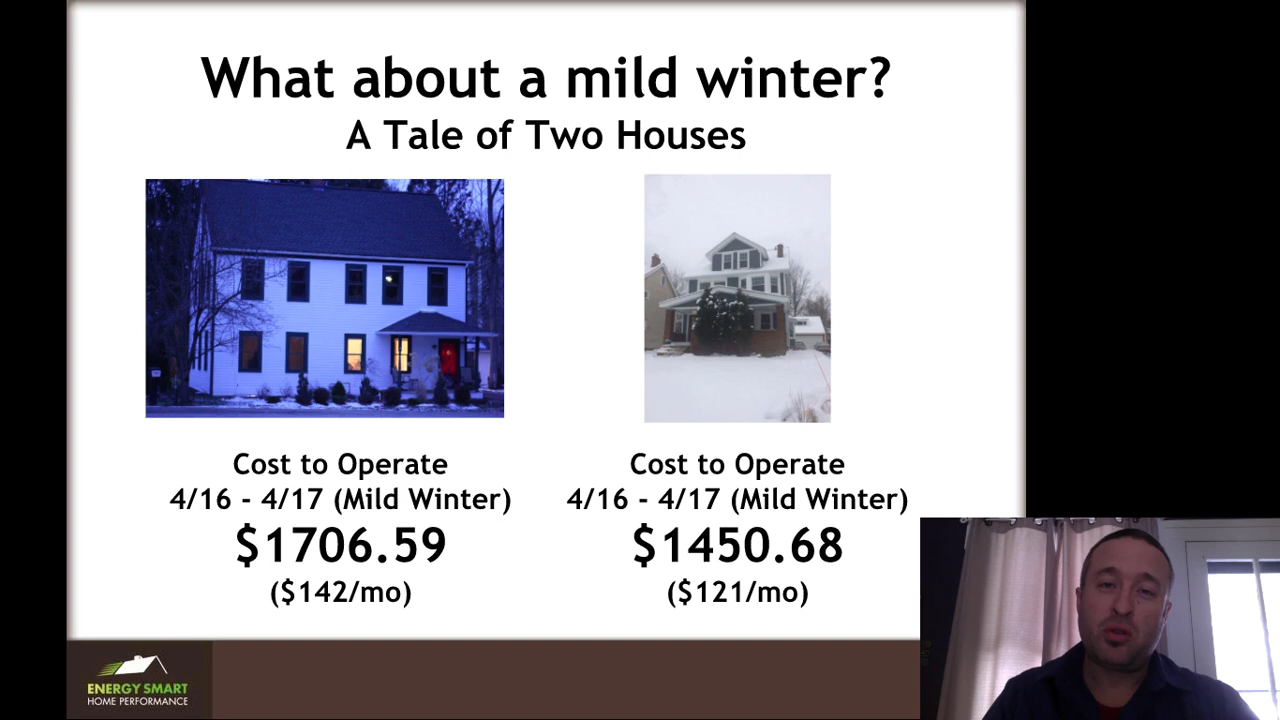 What about a mild winter?
A Tale of Two Houses
Cost to Operate
4/16 - 4/17 (Mild Winter)
$1706.59
($142/mo)
Cost to Operate
4/16 - 4/17 (Mild Winter)
$1450.68
($121/mo)
ENERGY SMART
HOME PERFORMANCE